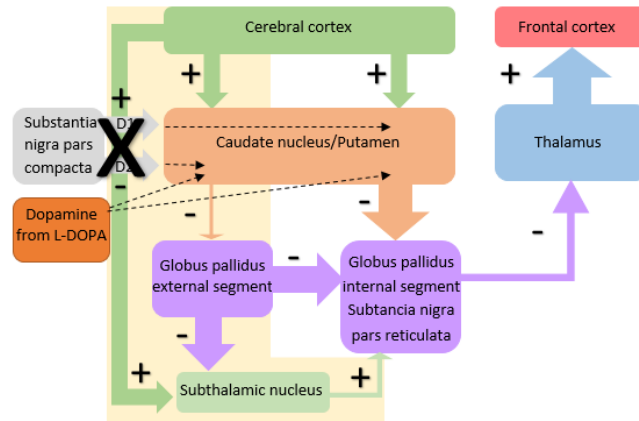 Cerebral cortex
Frontal cortex
+
+
+
+
Substantia
nigra pars
compacta
D1
D2
X
-
Caudate nucleus/Putamen
Thalamus
Dopamine
from L-DOPA
-
-
-
Globus pallidus
external segment
-
Globus pallidus
internal segment
Subtancia nigra
pars reticulata
-
+
+
Subthalamic nucleus